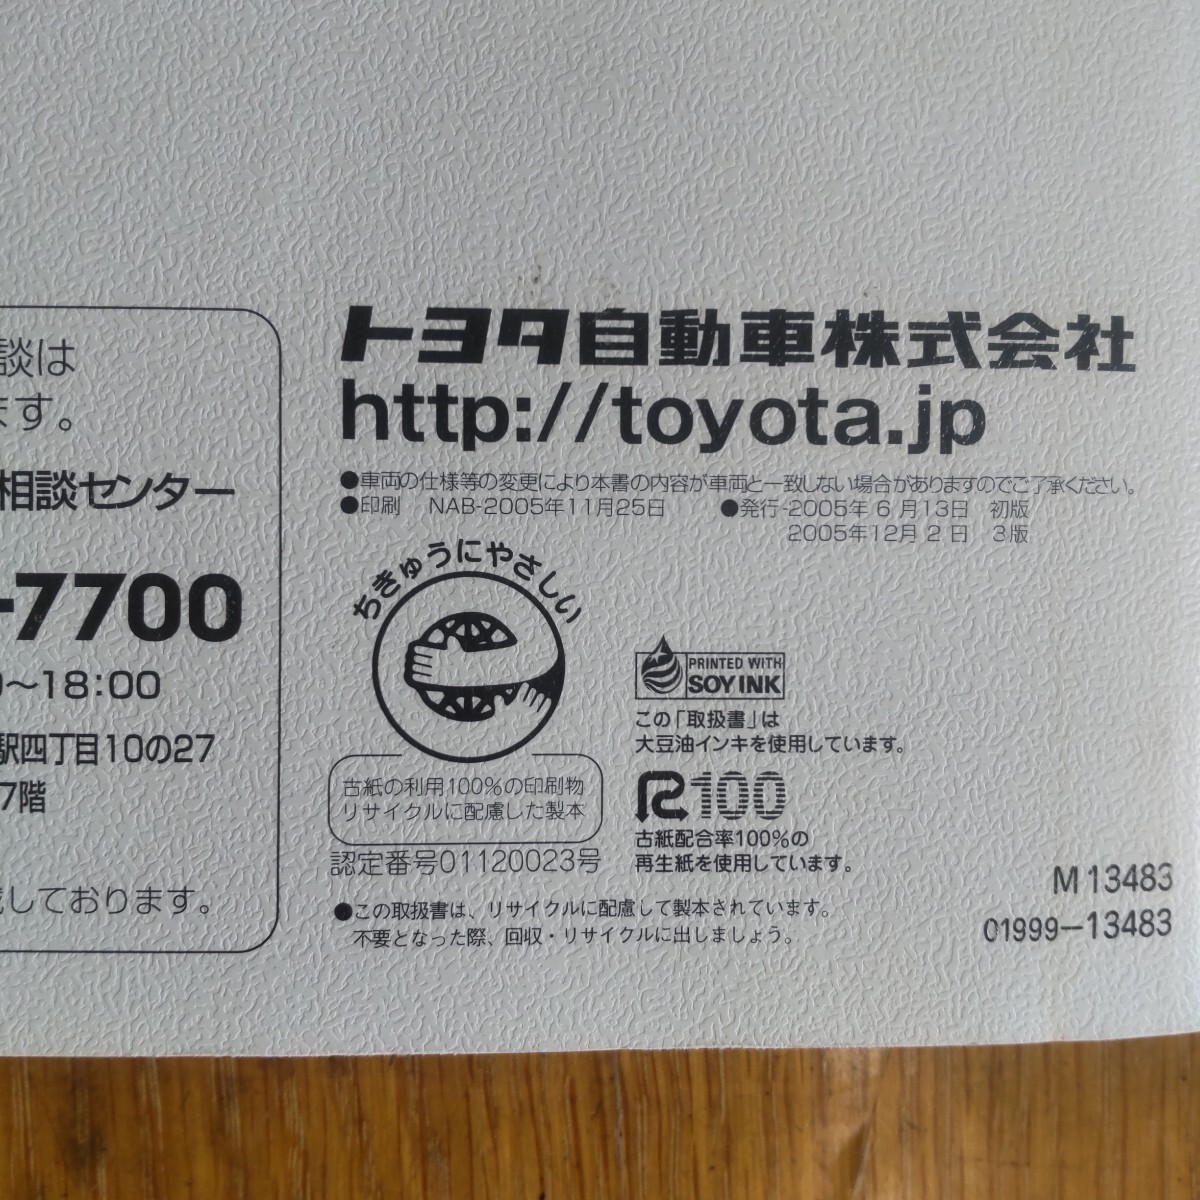 談は
ます。
相談センター
-7700
0～18:00
駅四丁目10の27
7階
しております。
トヨタ自動車株式会社
http://toyota.jp
●車両の仕様等の変更により本書の内容が車両と一致しない場合がありますのでご了承ください。
●印刷 NAB-2005年11月25日 ●発行-2005年 6 月13日 初版
2005年12月 2 日 3版
ちきゅうにやさしい
古紙の利用100%の印刷物
リサイクルに配慮した製本
認定番号01120023号
PRINTED WITH
SOY INK
この「取扱書」は
大豆油インキを使用しています。
R100
古紙配合率100%の
再生紙を使用しています。
●この取扱書は、リサイクルに配慮して製本されています。
不要となった際、回収・リサイクルに出しましょう。
M 13483
01999-13483